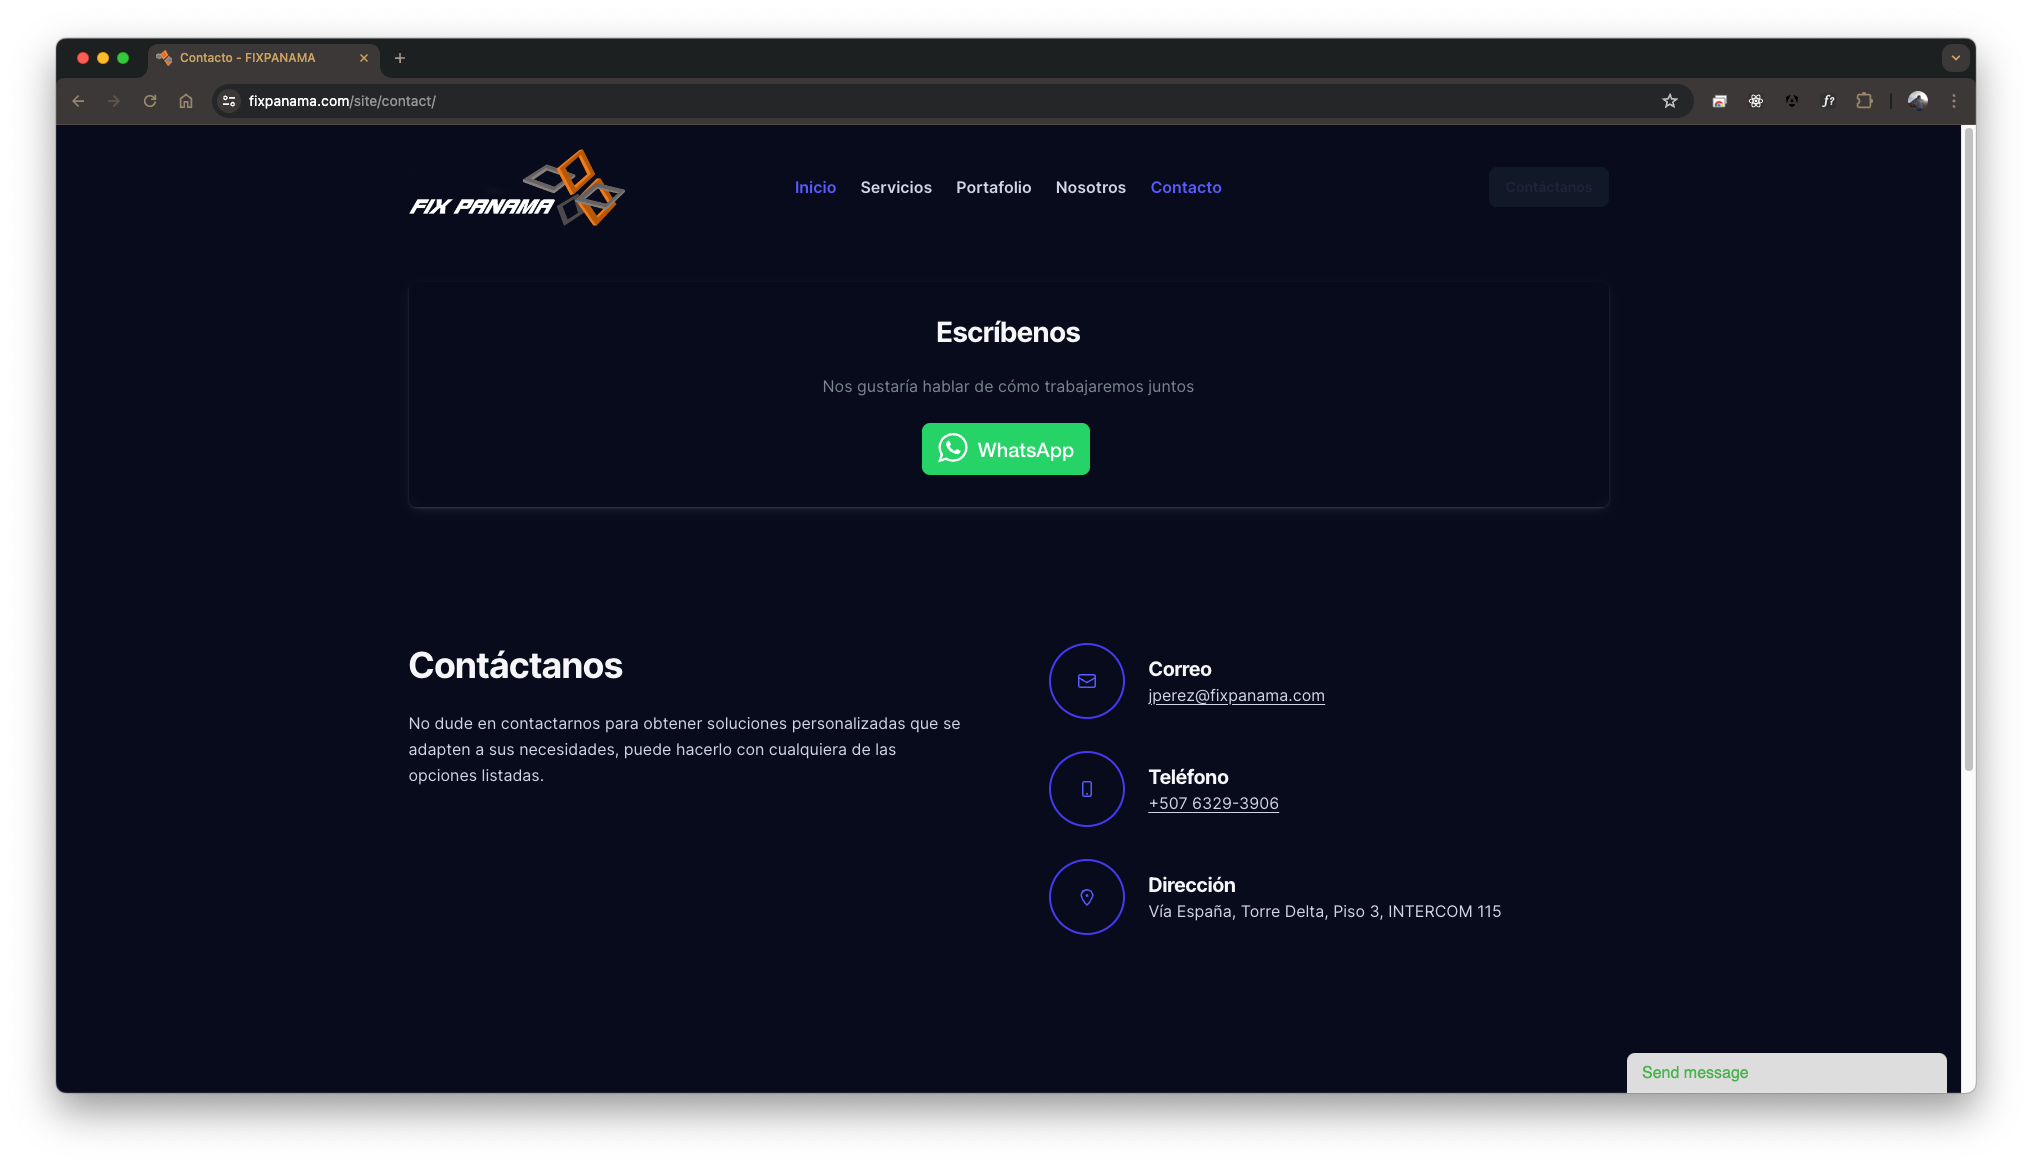 Contacto - FIXPANAMA
fixpanama.com/site/contact/
FIX PANAMA
Inicio Servicios Portafolio Nosotros Contacto
Contáctanos
Escríbenos
Nos gustaría hablar de cómo trabajaremos juntos
WhatsApp
Contáctanos
No dude en contactarnos para obtener soluciones personalizadas que se
adapten a sus necesidades, puede hacerlo con cualquiera de las
opciones listadas.
Correo
jperez@fixpanama.com
Teléfono
+507 6329-3906
Dirección
Vía España, Torre Delta, Piso 3, INTERCOM 115
Send message